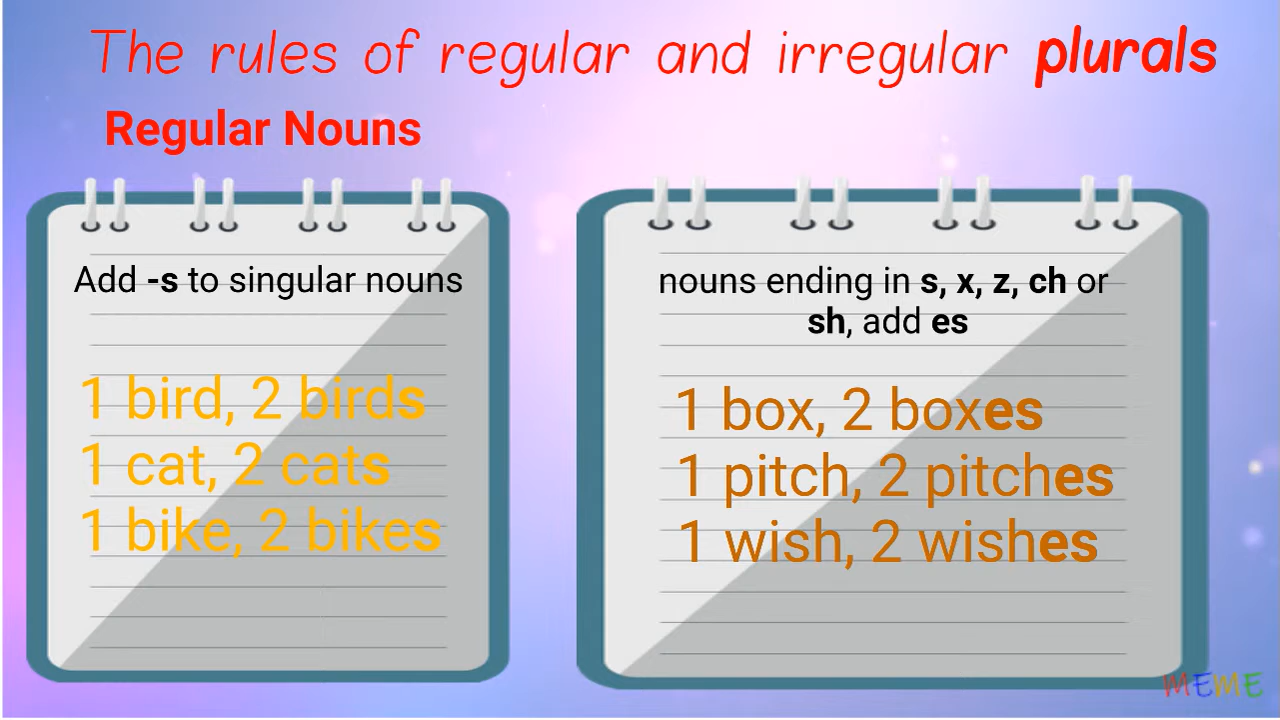 The rules of regular and irregular plurals
Regular Nouns
Add -s to singular nouns
1 bird, 2 birds
1 cat, 2 cats
1 bike, 2 bikes
nouns ending in s, x, z, ch or
sh, add es
1 box, 2 boxes
1 pitch, 2 pitches
1 wish, 2 wishes
MEME